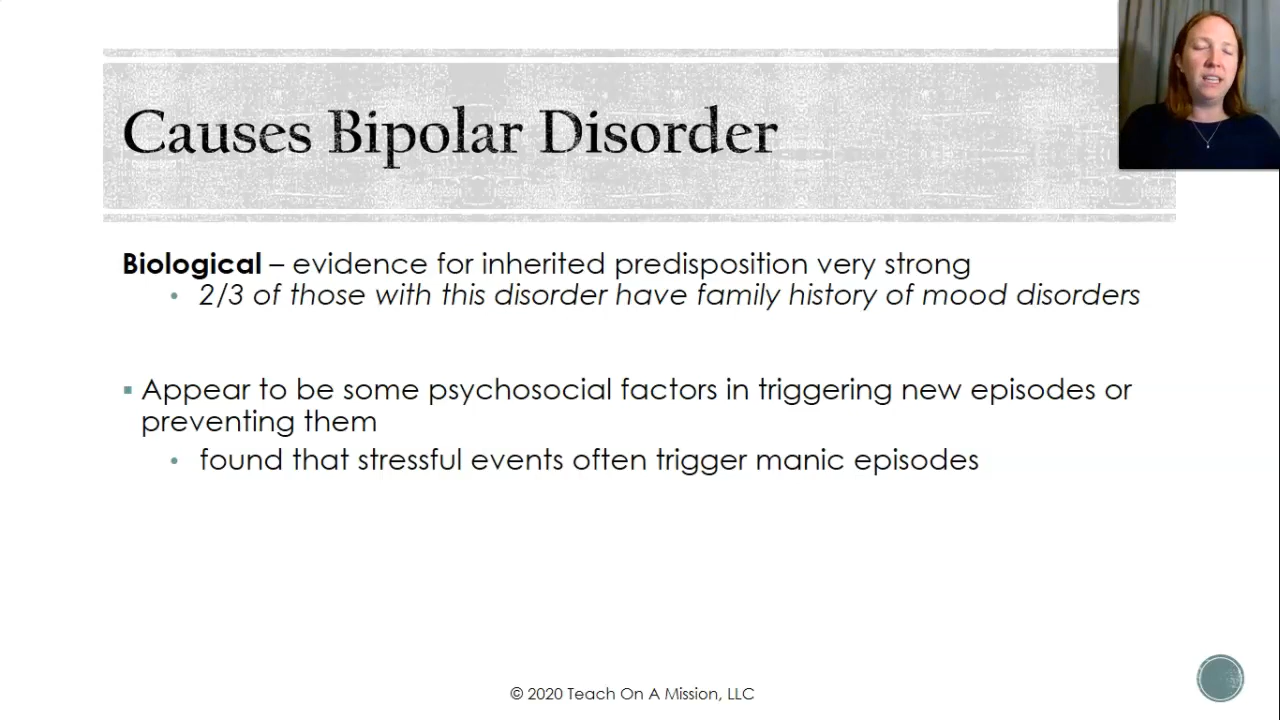 Causes Bipolar Disorder
Biological – evidence for inherited predisposition very strong
• 2/3 of those with this disorder have family history of mood disorders
▪ Appear to be some psychosocial factors in triggering new episodes or
preventing them
• found that stressful events often trigger manic episodes
© 2020 Teach On A Mission, LLC